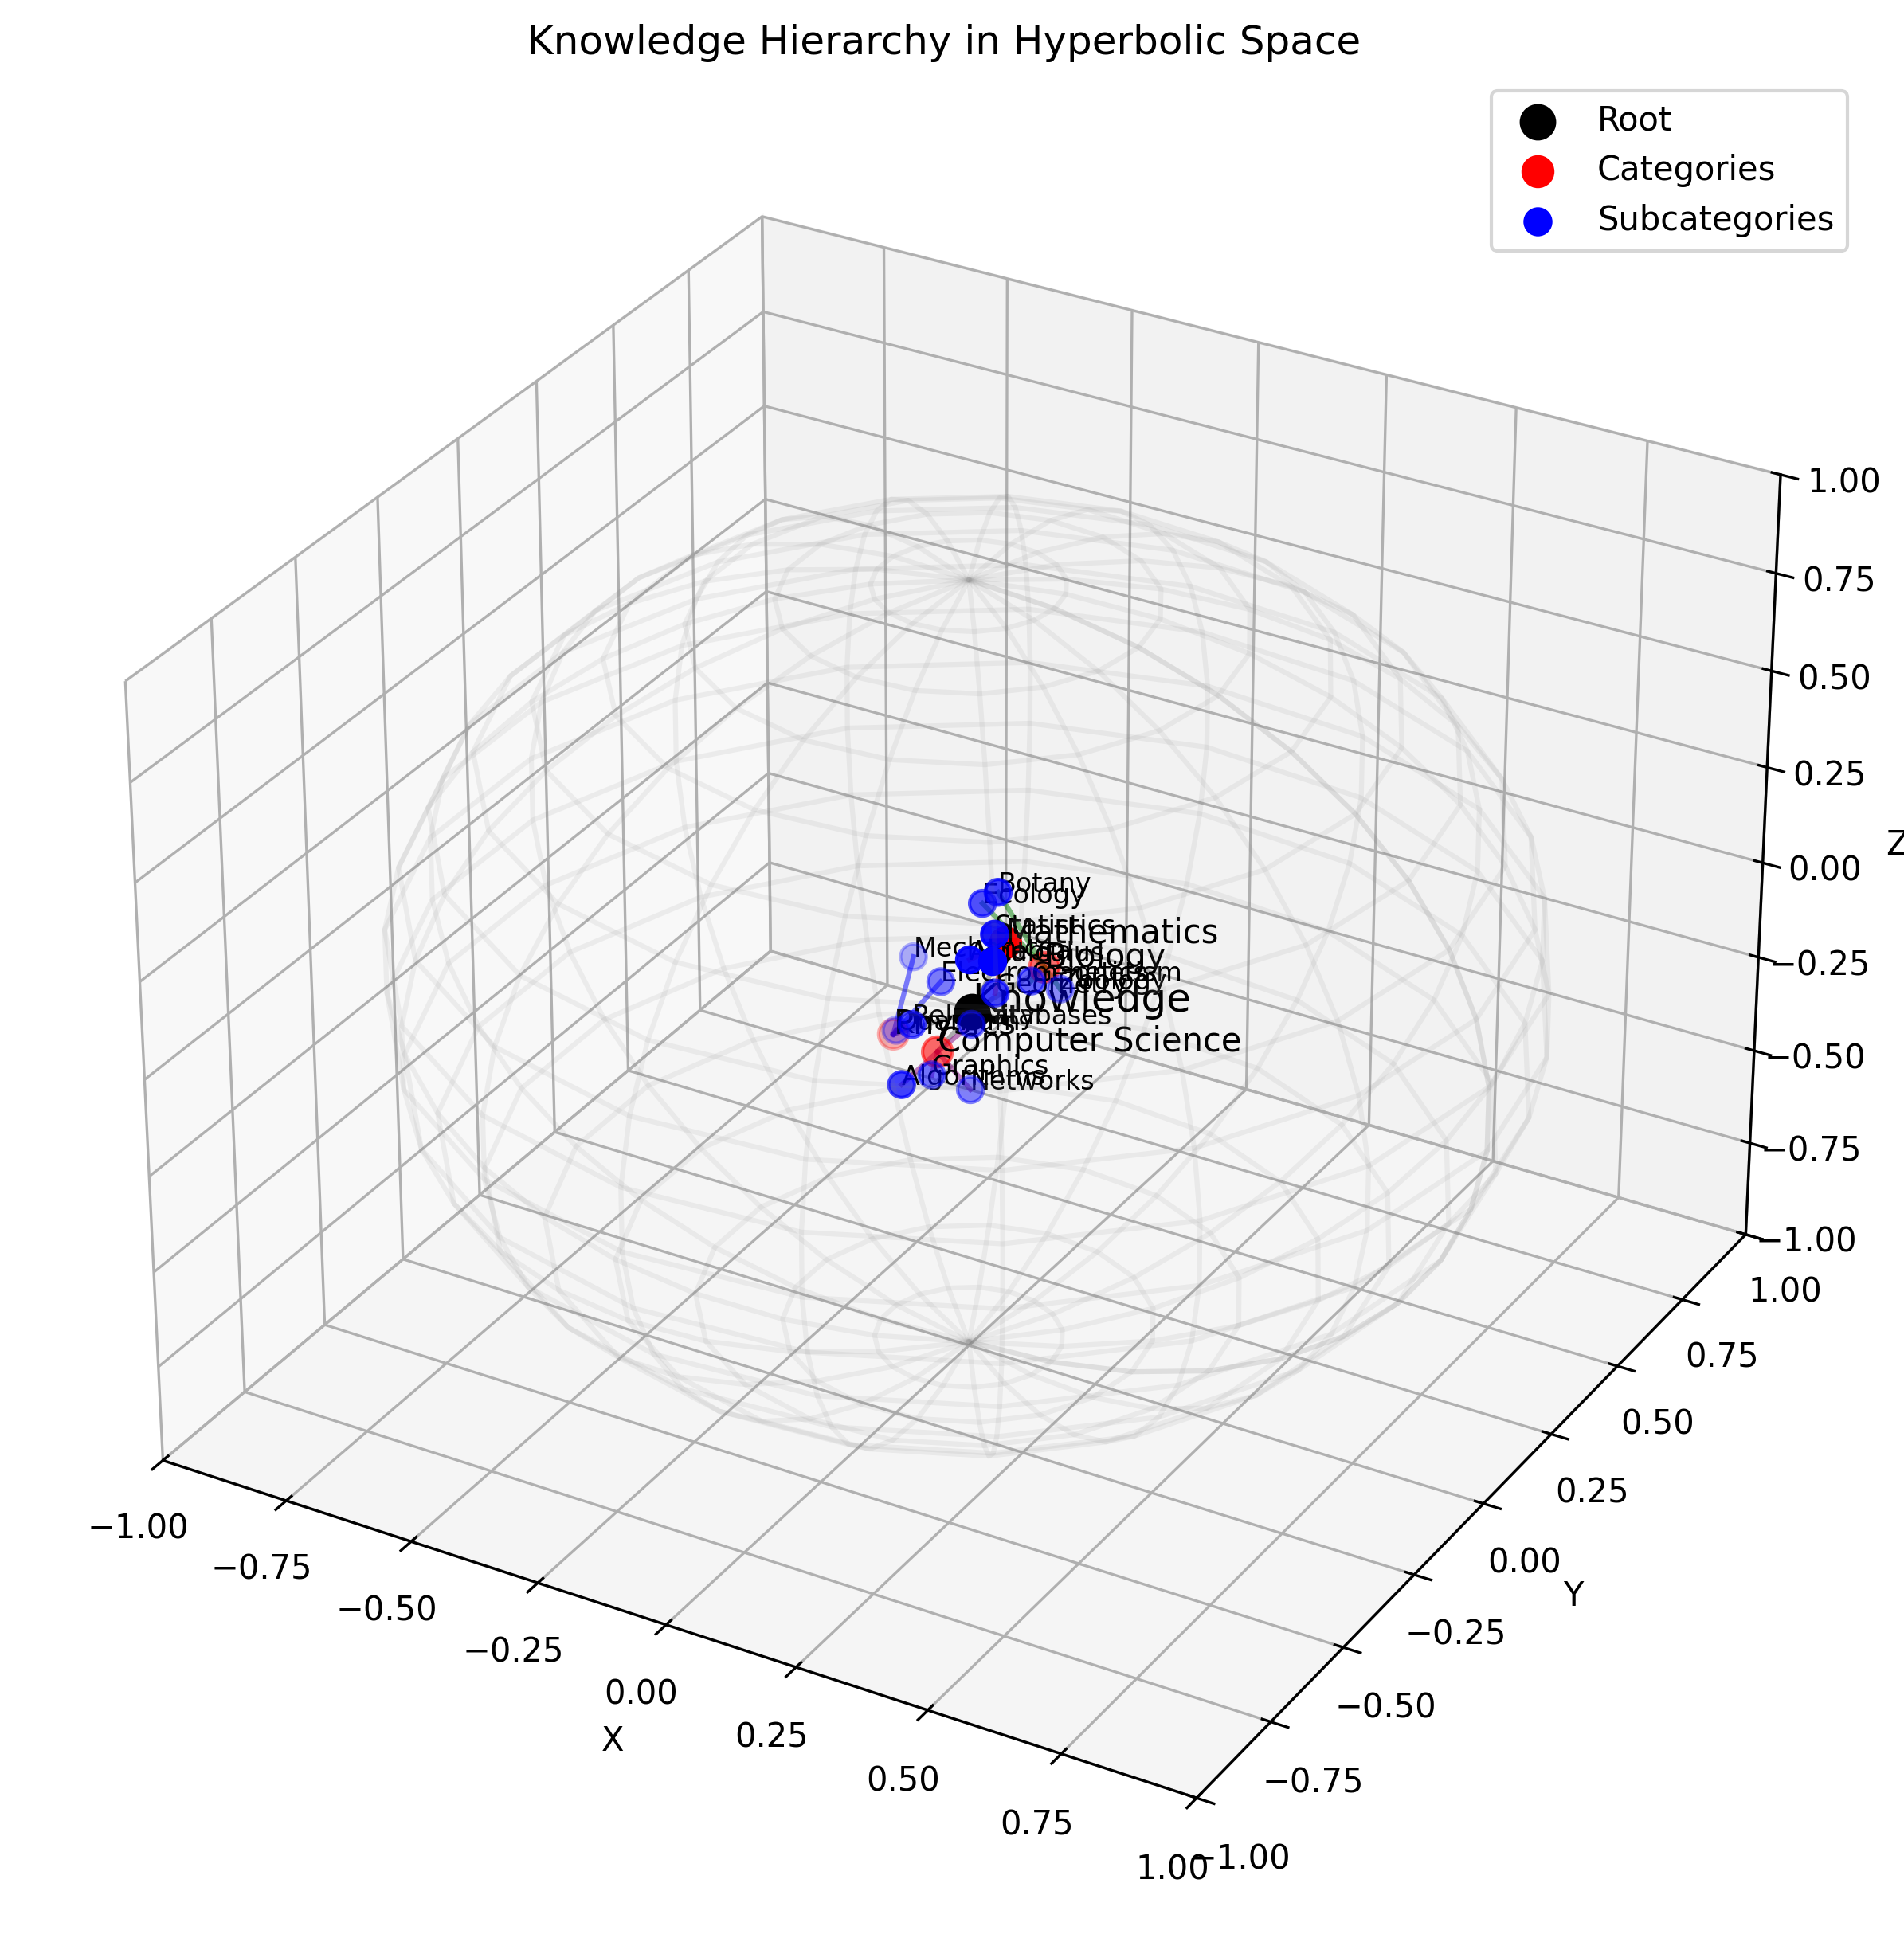 Knowledge Hierarchy in Hyperbolic Space
Root
Categories
Subcategories
1.00
0.75
0.50
0.25
0.00
−0.25
−0.50
−0.75
−1.00
Z
Botany
Ecology
Statistics
Mathematics
Biology
Knowledge
Computer Science
Graphics
Algorithms
Networks
1.00
0.75
0.50
0.25
0.00
−0.25
−0.50
−0.75
−1.00
Y
−1.00
−0.75
−0.50
−0.25
0.00
0.25
0.50
0.75
1.00
X